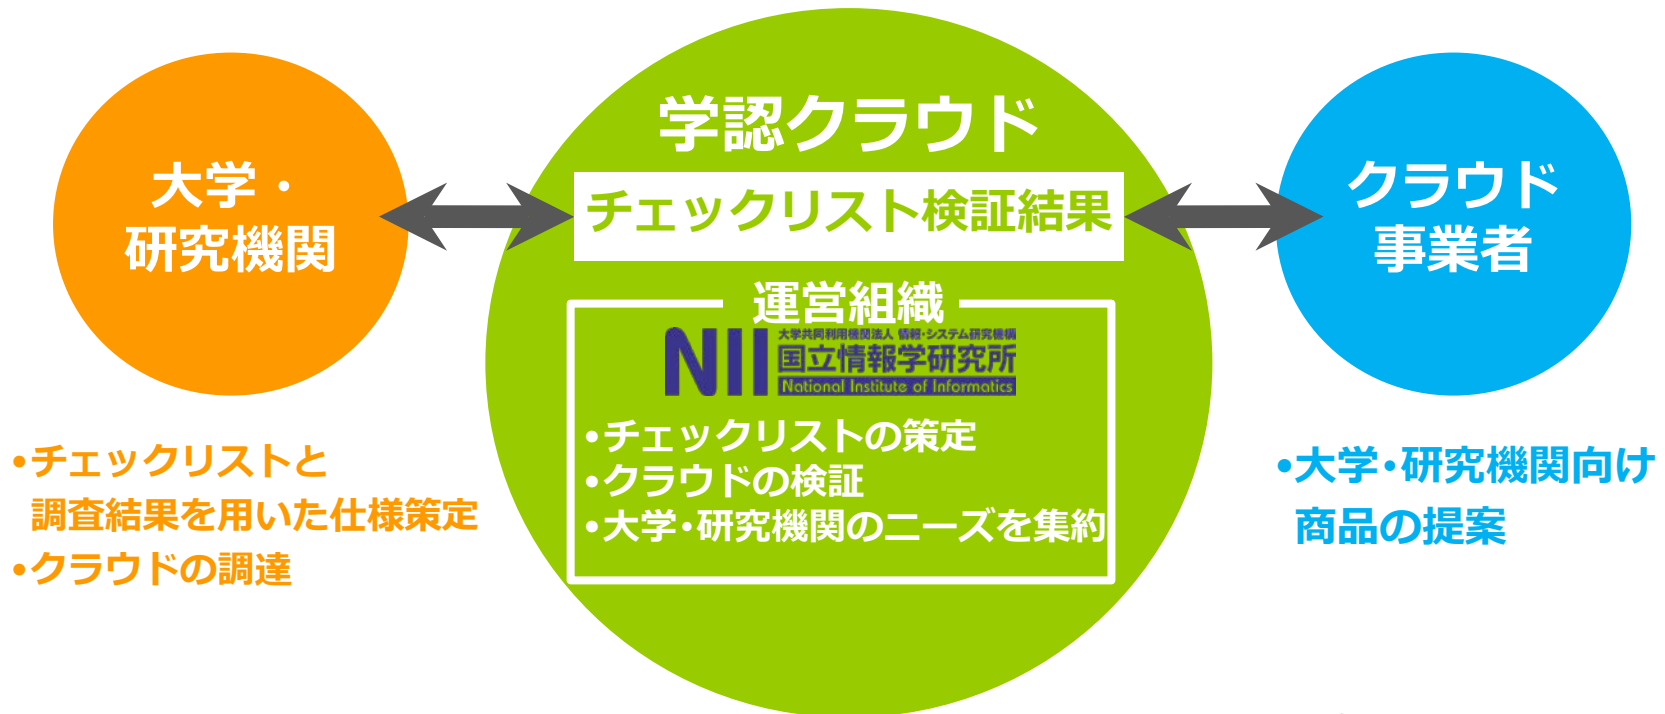 大学・
研究機関
•チェックリストと
調査結果を用いた仕様策定
•クラウドの調達
学認クラウド
チェックリスト検証結果
運営組織
NII
大学共同利用機関法人 情報・システム研究機構
国立情報学研究所
National Institute of Informatics
•チェックリストの策定
•クラウドの検証
•大学・研究機関のニーズを集約
クラウド
事業者
•大学・研究機関向け
商品の提案